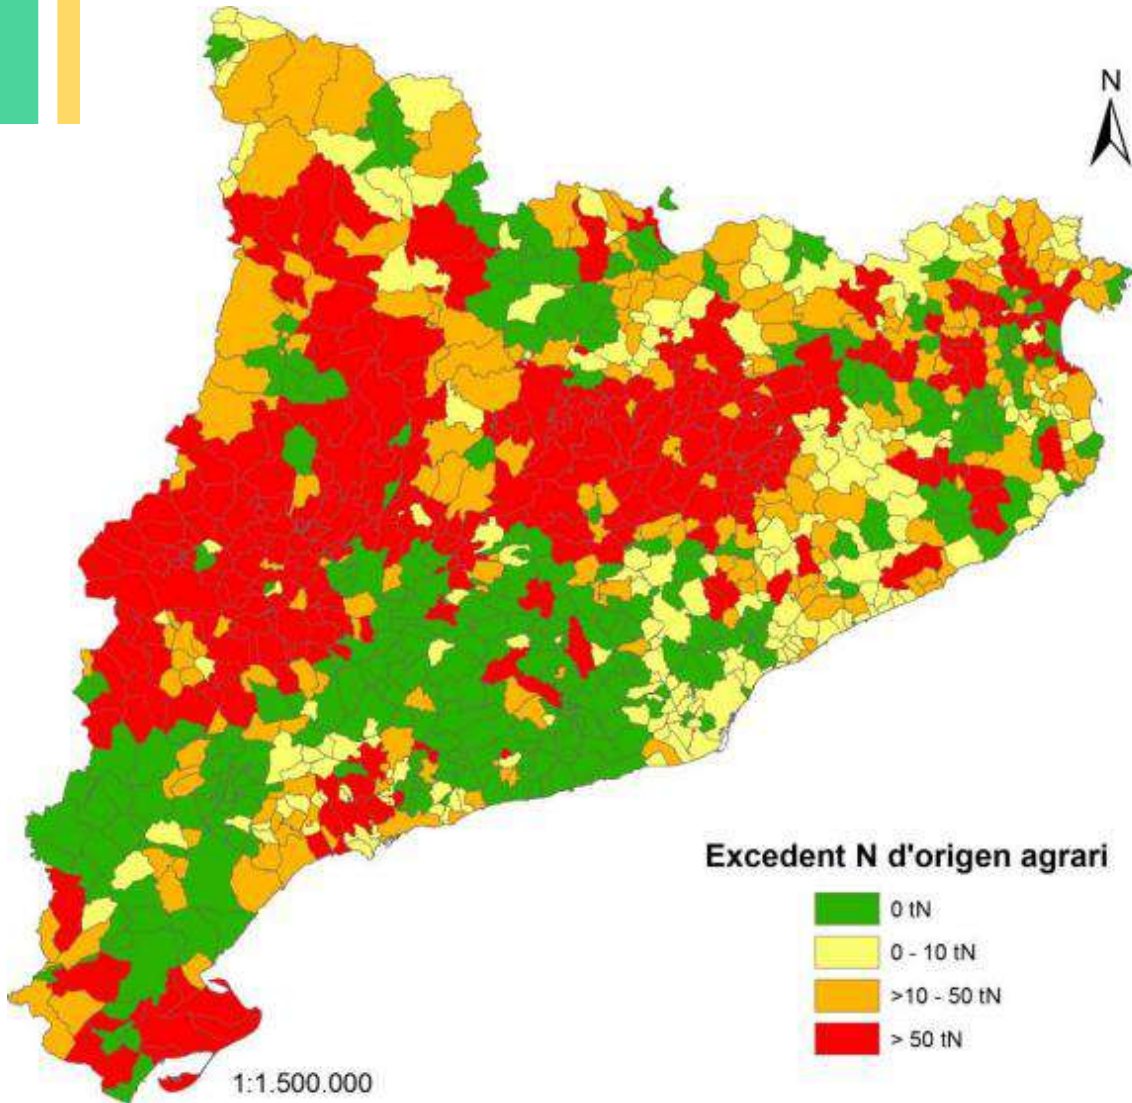 N
Excedent N d'origen agrari
0 tN
0 - 10 tN
>10 - 50 tN
> 50 tN
1:1.500.000